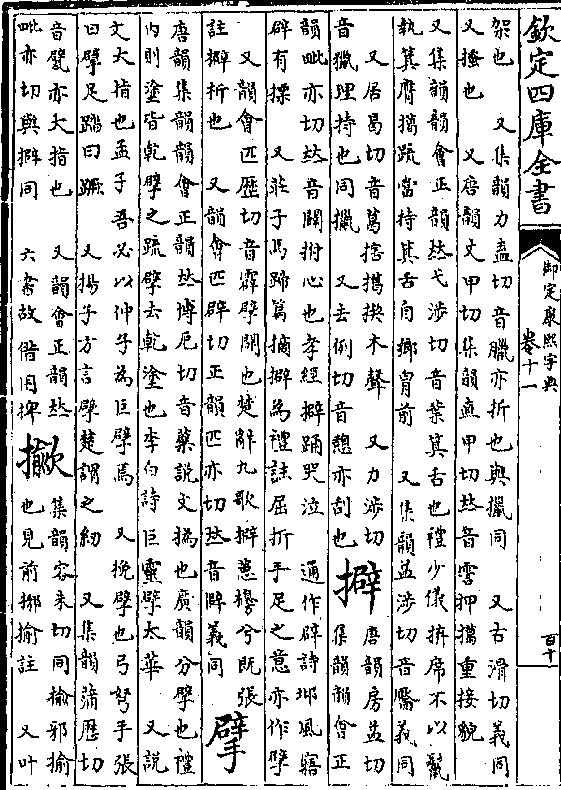 欽定四庫全書
御定康熙字典
卷十一
百十
架也　又集韻力盍切音臘亦折也與擸同　又古滑切義同
又揸也　又唐韻丈甲切集韻直甲切𠀤音霅押擖重接貌
又集韻韻會正韻𠀤弋涉切音葉箕舌也禮少儀拚席不以鬛
執箕膺擖疏當持箕舌自鄉胷前　又集韻益涉切音魘義同
又居曷切音葛揢擖揳木聲　又力涉切
音獵理持也同擸　又去例切音憩亦刮也　擗　唐韻房益切
集韻韻會正
韻毗亦切𠀤音闢拊心也孝經擗踊哭泣　通作辟詩邶風寤
辟有摽　又莊子馬蹄篇摘擗爲禮註屈折手足之意亦作擘
註擗析也　又韻會匹辟切正韻匹亦切𠀤音僻義同
又韻會匹歷切音霹擘開也楚辭九歌擗蕙櫋兮既張
擘
唐韻集韻韻會正韻𠀤博厄切音蘗說文撝也廣韻分擘也禮
內則塗皆乾擘之疏擘去乾塗也李白詩巨靈擘太華　又說
文大指也孟子吾必以仲子爲巨擘焉　又挽擘也弓弩手張
曰擘足踏曰蹶　又揚子方言擘楚謂之紉　又集韻蒲歷切
音甓亦大指也　又韻會正韻𠀤
毗亦切與擗同　六書故借用捭　擨　集韻容朱切同揄邪揄
也見前揶揄註　又叶